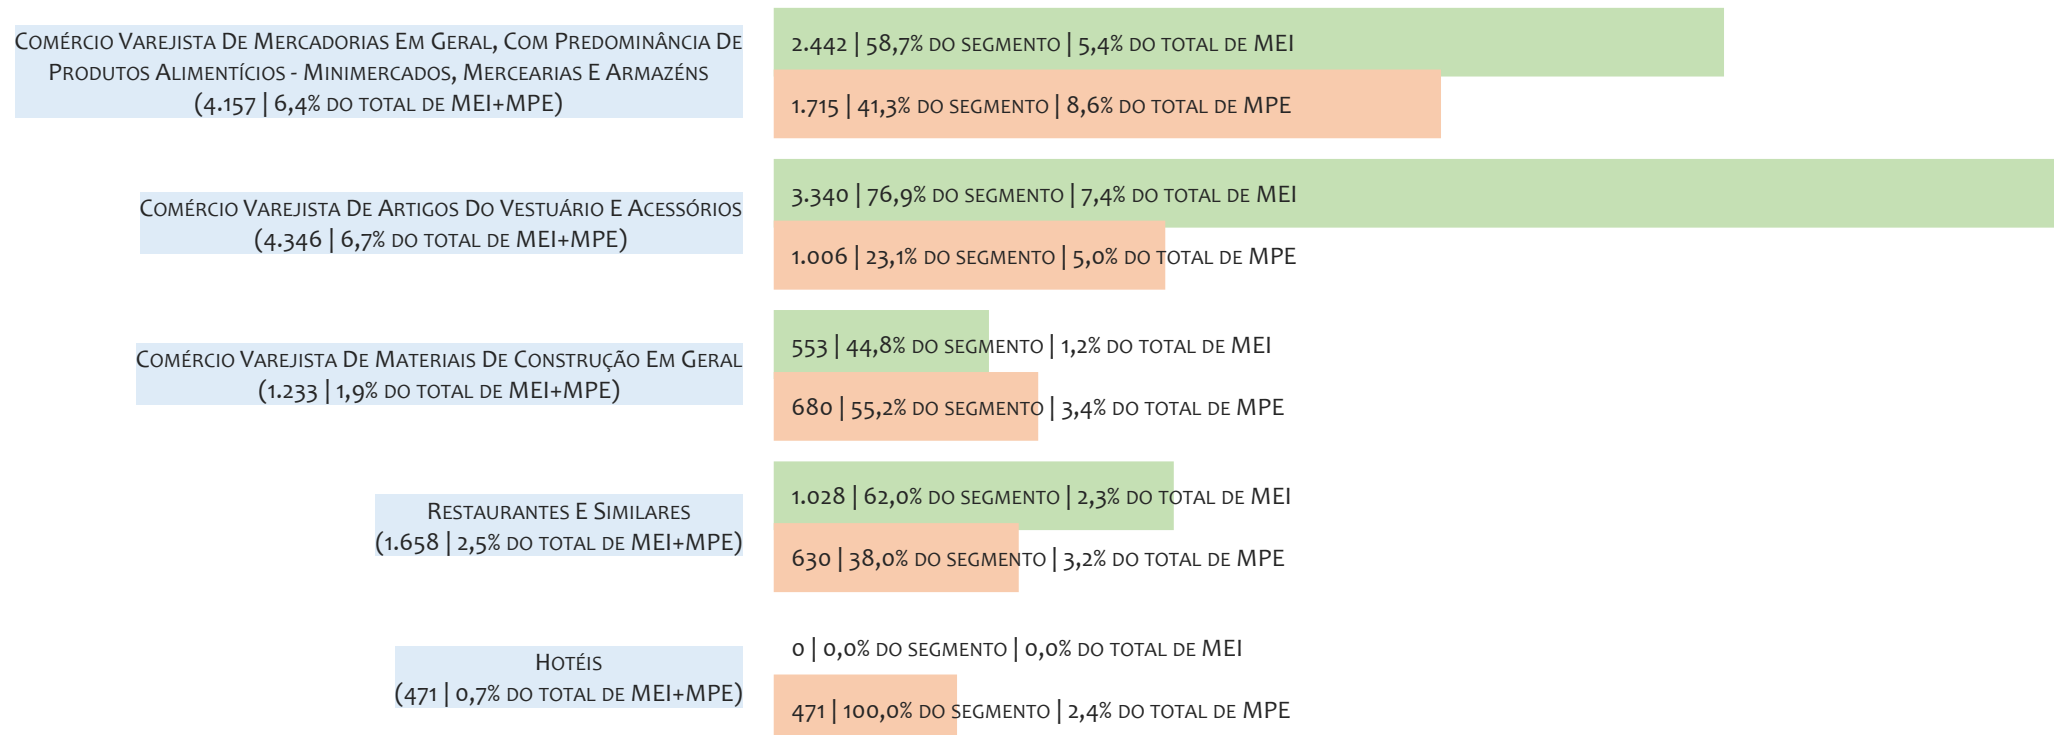 Comércio Varejista De Mercadorias Em Geral, Com Predominância De
Produtos Alimentícios - Minimercados, Mercearias E Armazéns
(4.157 | 6,4% do total de MEI+MPE)
2.442 | 58,7% do segmento | 5,4% do total de MEI
1.715 | 41,3% do segmento | 8,6% do total de MPE
Comércio Varejista De Artigos Do Vestuário E Acessórios
(4.346 | 6,7% do total de MEI+MPE)
3.340 | 76,9% do segmento | 7,4% do total de MEI
1.006 | 23,1% do segmento | 5,0% do total de MPE
Comércio Varejista De Materiais De Construção Em Geral
(1.233 | 1,9% do total de MEI+MPE)
553 | 44,8% do segmento | 1,2% do total de MEI
680 | 55,2% do segmento | 3,4% do total de MPE
Restaurantes E Similares
(1.658 | 2,5% do total de MEI+MPE)
1.028 | 62,0% do segmento | 2,3% do total de MEI
630 | 38,0% do segmento | 3,2% do total de MPE
Hotéis
(471 | 0,7% do total de MEI+MPE)
0 | 0,0% do segmento | 0,0% do total de MEI
471 | 100,0% do segmento | 2,4% do total de MPE